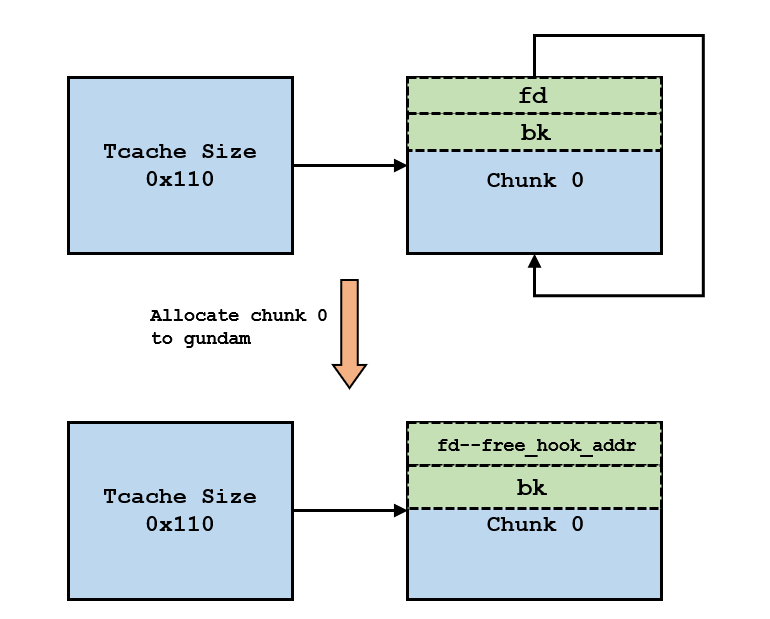 Tcache Size
0x110
fd
bk
Chunk 0
Allocate chunk 0
to gundam
Tcache Size
0x110
fd--free_hook_addr
bk
Chunk 0